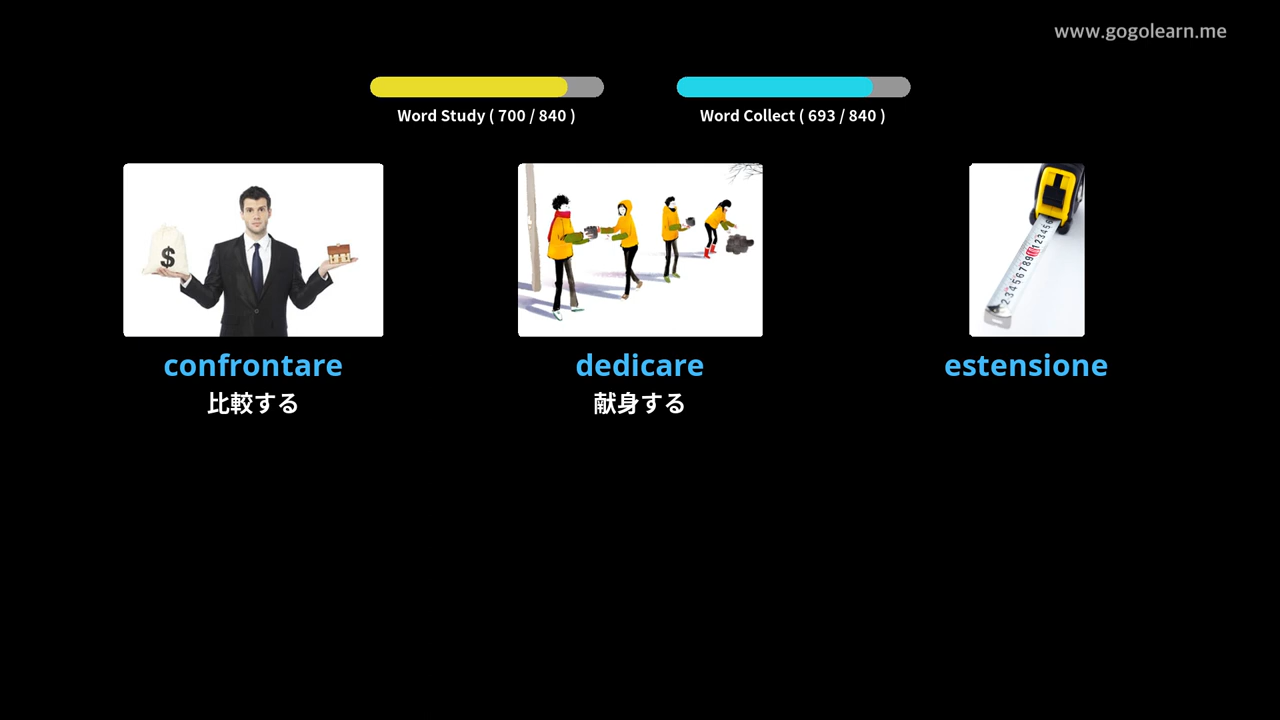 www.gogolearn.me
Word Study ( 700 / 840 )
Word Collect ( 693 / 840 )
$
confrontare
比較する
dedicare
献身する
estensione